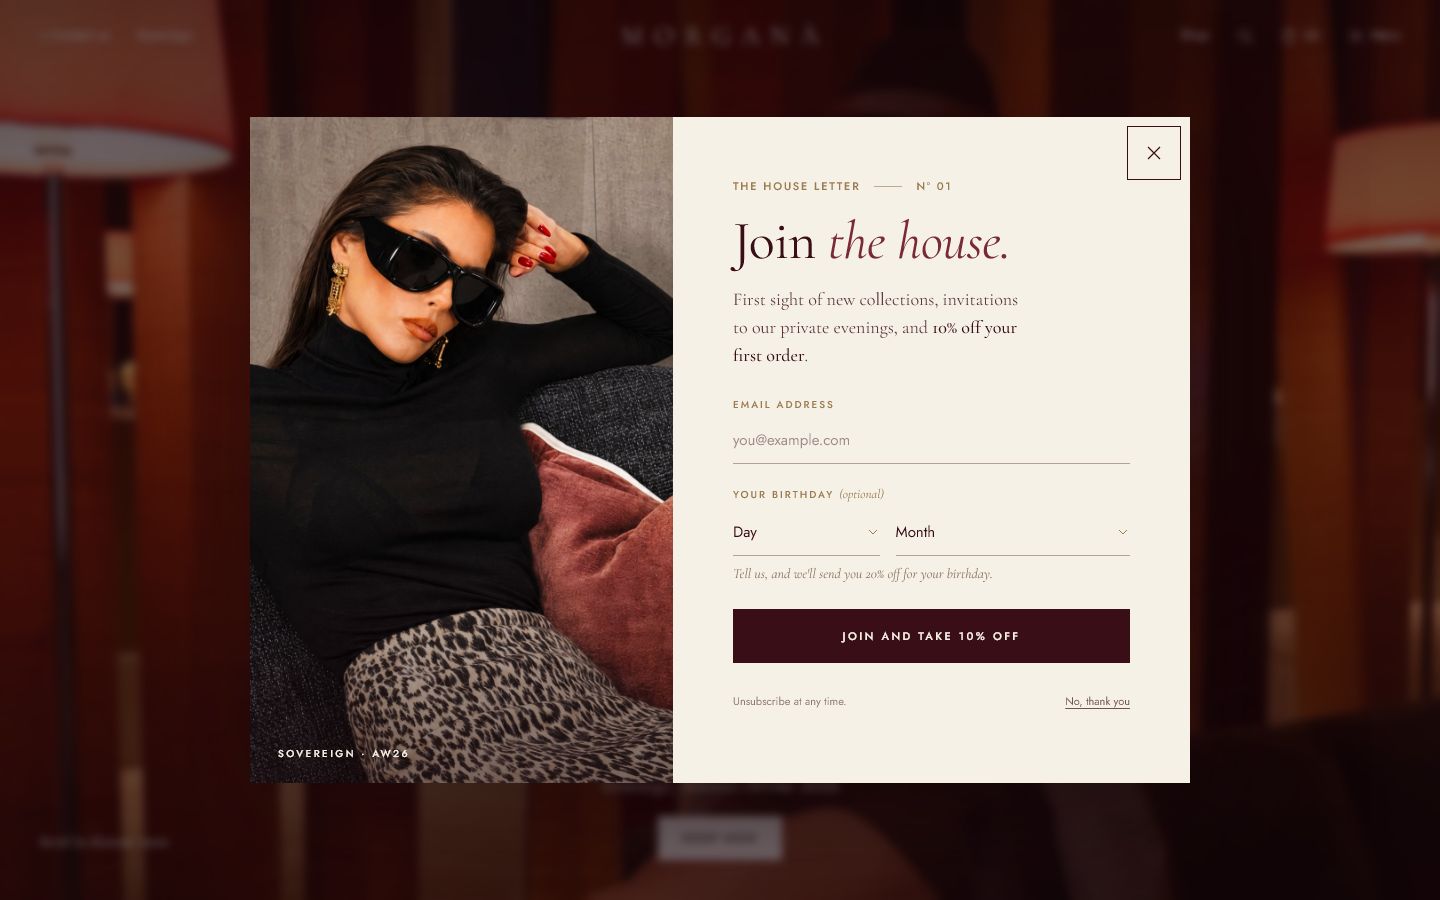 MORGANA
THE HOUSE LETTER
N° 01
Join the house.
First sight of new collections, invitations
to our private evenings, and 10% off your
first order.
EMAIL ADDRESS
you@example.com
YOUR BIRTHDAY (optional)
Day
Month
Tell us, and we'll send you 20% off for your birthday.
JOIN AND TAKE 10% OFF
Unsubscribe at any time.
No, thank you
SOVEREIGN · AW26